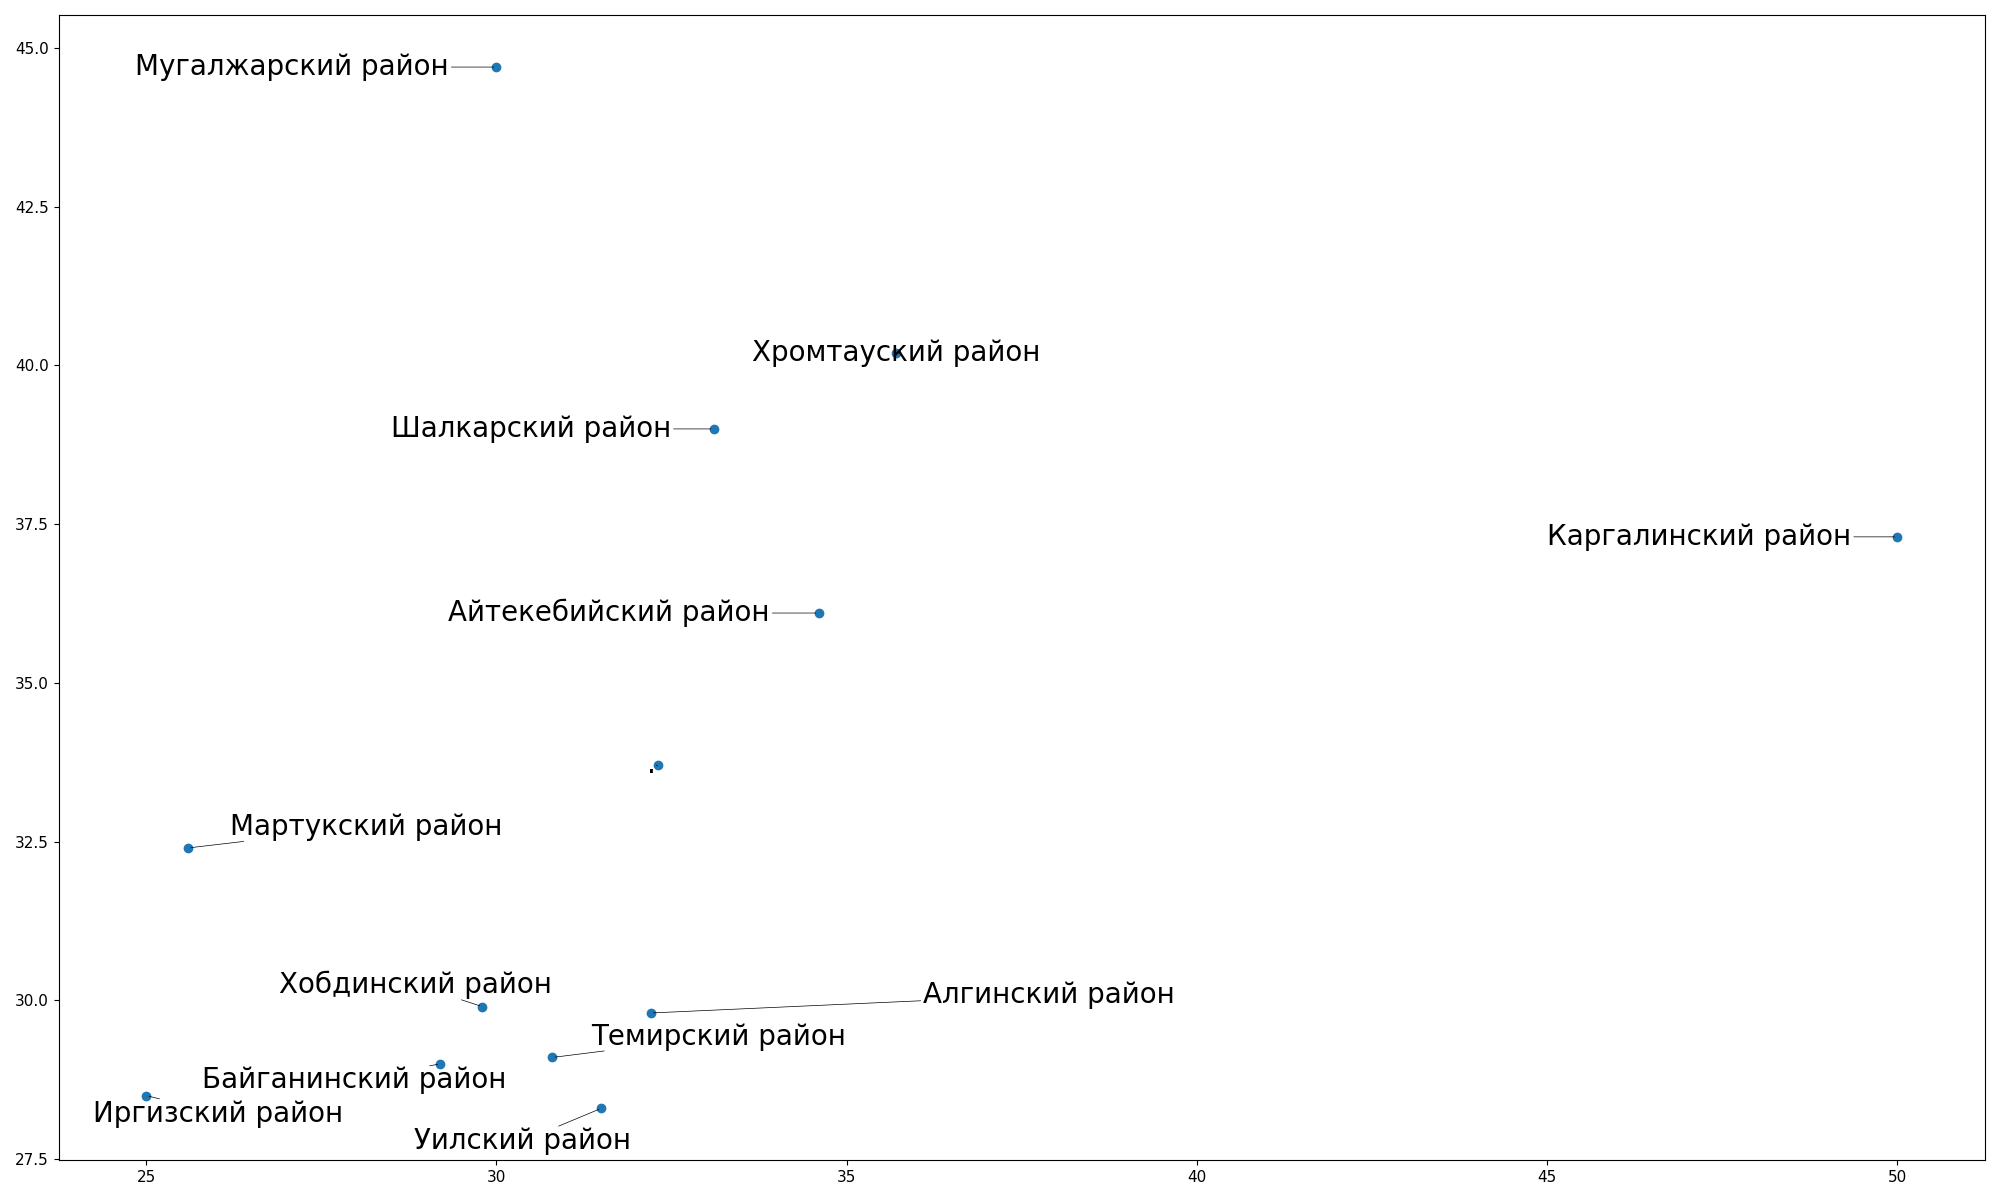 45.0
Мугалжарский район
42.5
Хромтауский район
40.0
Шалкарский район
37.5
Каргалинский район
Айтекебийский район
35.0
.
Мартукский район
32.5
Хобдинский район
30.0
Алгинский район
Темирский район
Байганинский район
Иргизский район
Уилский район
27.5
25
30
35
40
45
50